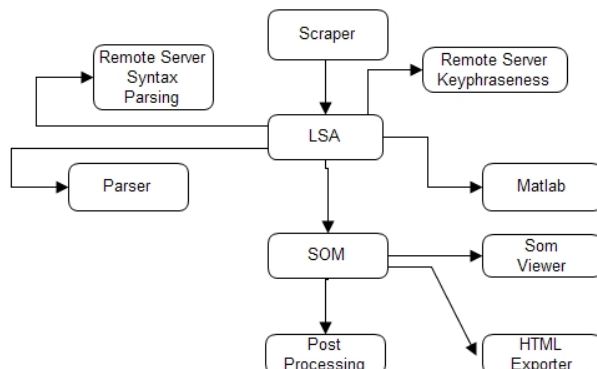 Scraper
Remote Server
Syntax
Parsing
Remote Server
Keyphraseness
LSA
Parser
Matlab
SOM
Som
Viewer
Post
Processing
HTML
Exporter